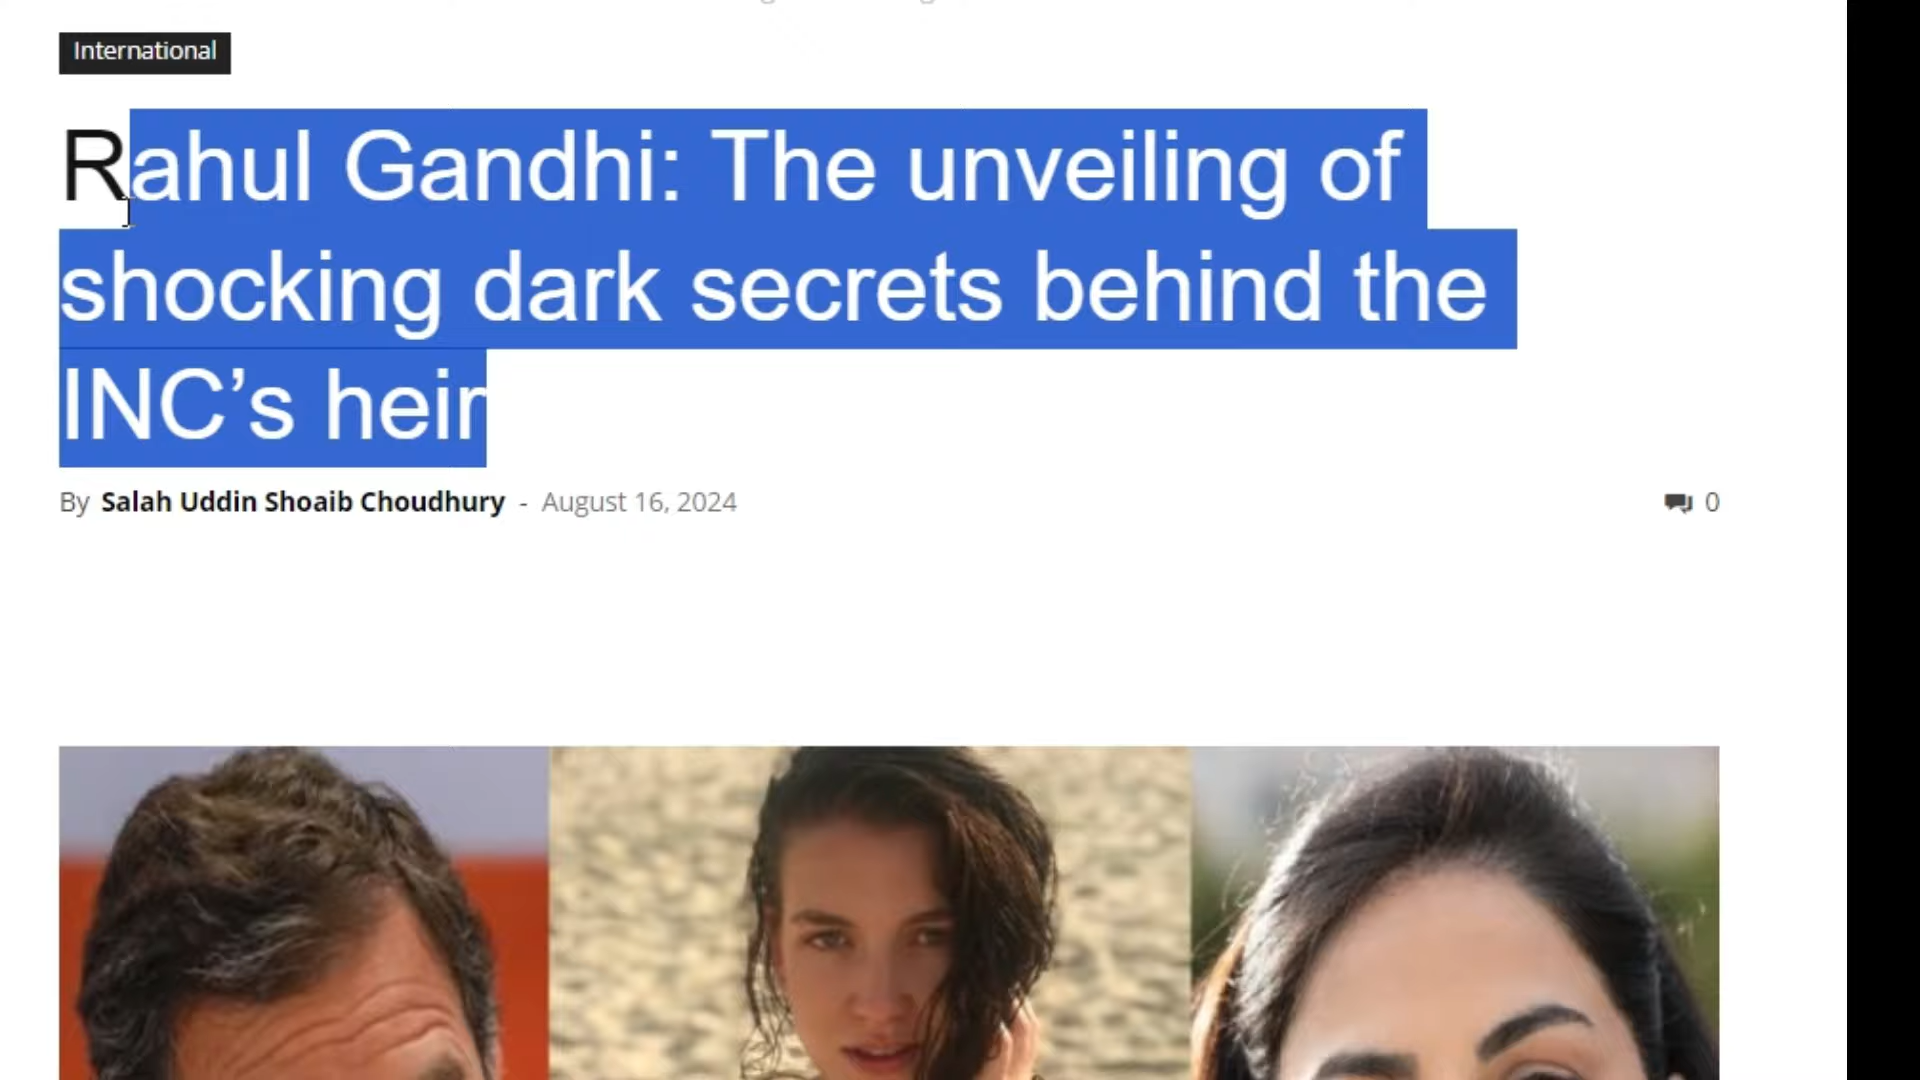 International
Rahul Gandhi: The unveiling of
shocking dark secrets behind the
INC’s heir
By Salah Uddin Shoaib Choudhury - August 16, 2024
0